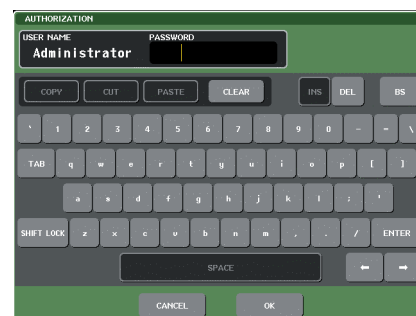 AUTHORIZATION
USER NAME PASSWORD
Administrator
COPY CUT PASTE CLEAR INS DEL BS
` 1 2 3 4 5 6 7 8 9 0 - = \
TAB q w e r t y u i o p [ ]
a s d f g h j k l ; '
SHIFT LOCK z x c v b n m , . / ENTER
SPACE ← →
CANCEL OK